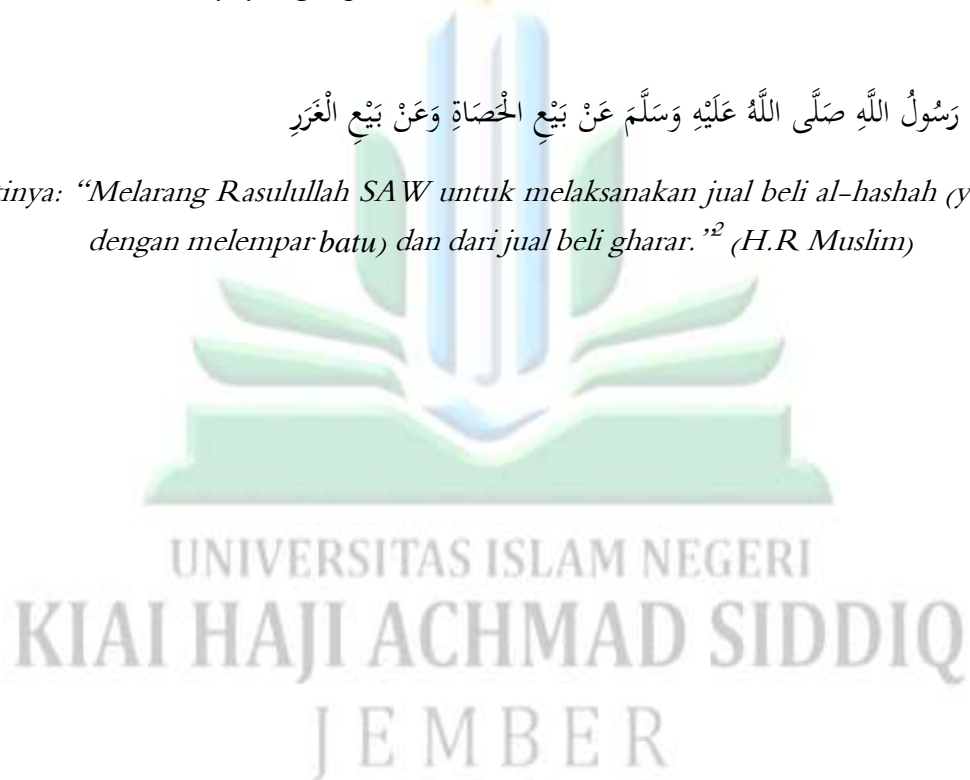 رَسُولُ اللَّهِ صَلَّى اللَّهُ عَلَيْهِ وَسَلَّمَ عَنْ بَيْعِ الْحَصَاةِ وَعَنْ بَيْعِ الْغَرَرِ
tinya: “Melarang Rasulullah SAW untuk melaksanakan jual beli al-hashah (y
dengan melempar batu) dan dari jual beli gharar.”² (H.R Muslim)
UNIVERSITAS ISLAM NEGERI
KIAI HAJI ACHMAD SIDDIQ
JEMBER